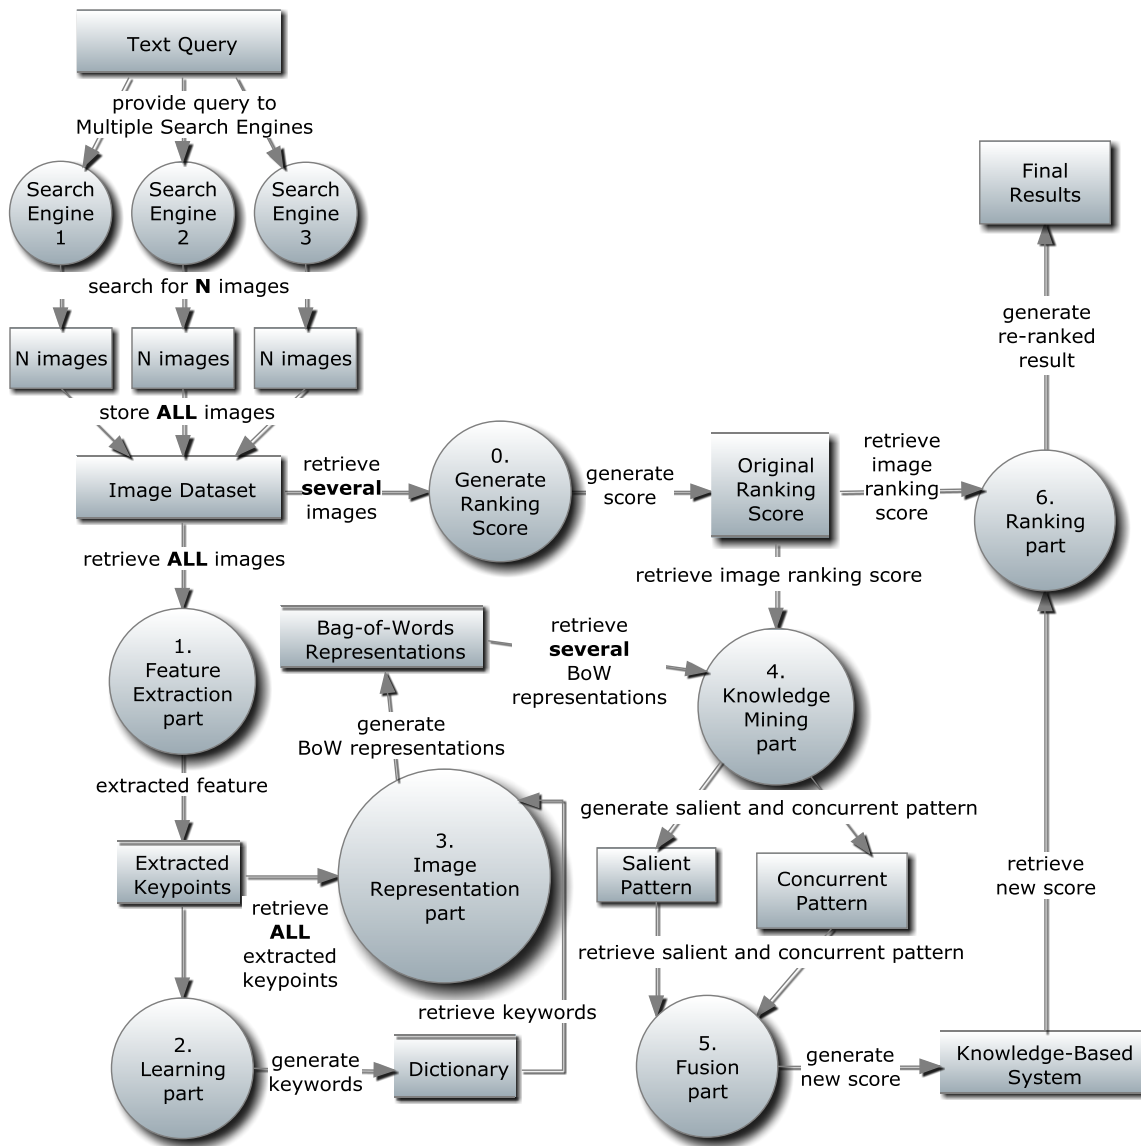 Text Query
provide query to
Multiple Search Engines
Search
Engine
1
Search
Engine
2
Search
Engine
3
search for N images
N images
N images
N images
store ALL images
Image Dataset
retrieve
several
images
0.
Generate
Ranking
Score
generate
score
Original
Ranking
Score
retrieve
image
ranking
score
6.
Ranking
part
generate
re-ranked
result
Final
Results
retrieve ALL images
retrieve image ranking score
1.
Feature
Extraction
part
Bag-of-Words
Representations
retrieve
several
BoW
representations
4.
Knowledge
Mining
part
generate
BoW representations
extracted feature
generate salient and concurrent pattern
Extracted
Keypoints
retrieve
ALL
extracted
keypoints
3.
Image
Representation
part
Salient
Pattern
Concurrent
Pattern
retrieve
new score
retrieve salient and concurrent pattern
retrieve keywords
2.
Learning
part
generate
keywords
Dictionary
5.
Fusion
part
generate
new score
Knowledge-Based
System